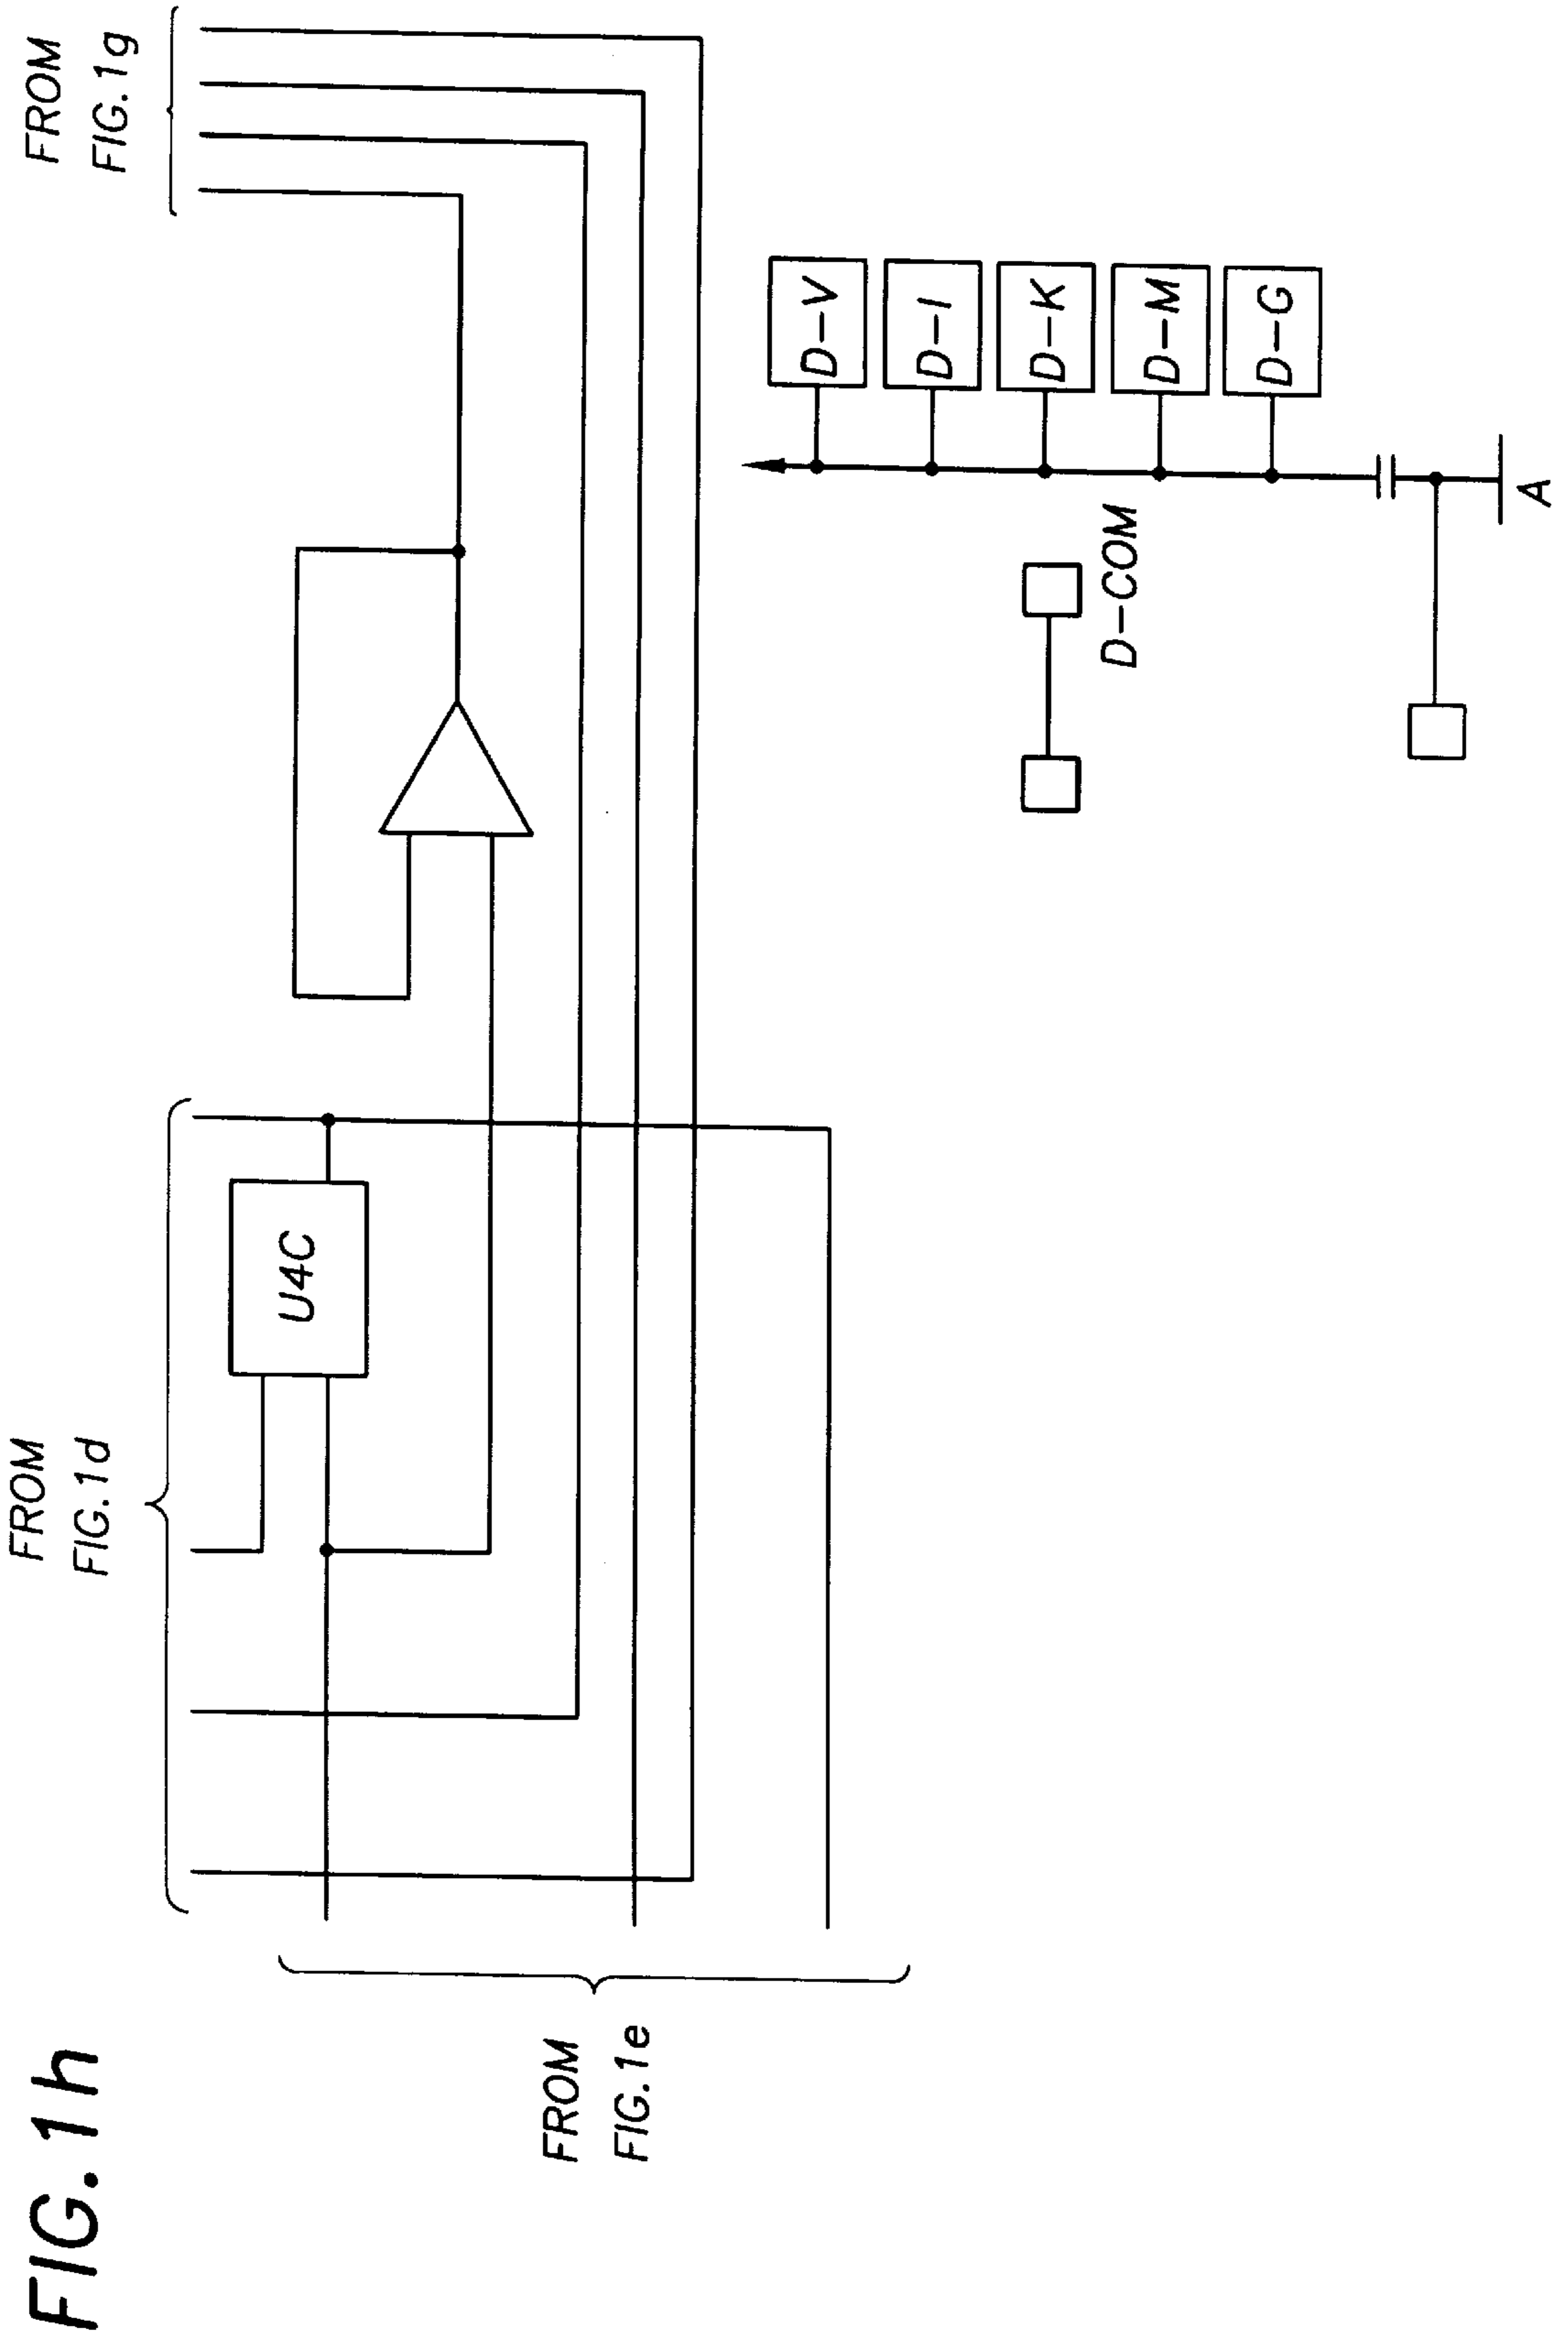 FIG. 1h
FROM
FIG. 1d
FROM
FIG. 1g
FROM
FIG. 1e
U4C
D-V
D-I
D-K
D-M
D-G
D-COM
A